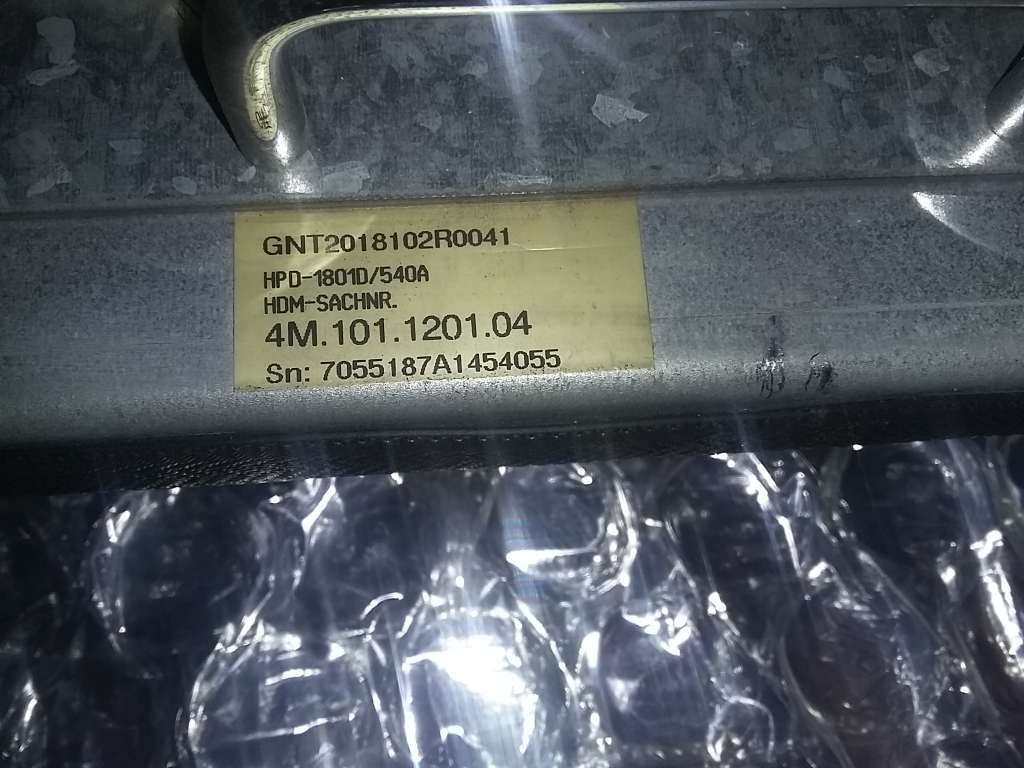 GNT2018102R0041
HPD-1801D/540A
HDM-SACHNR.
4M.101.1201.04
Sn: 7055187A1454055